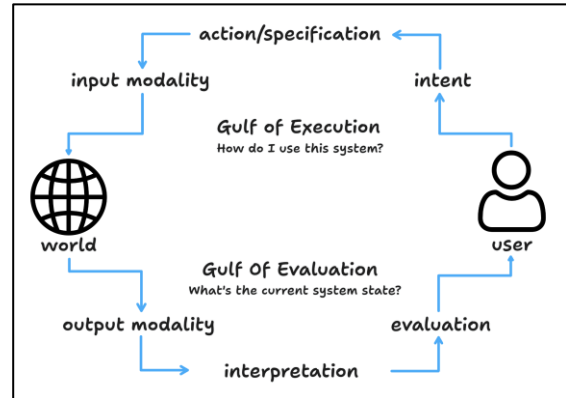 action/specification
input modality
intent
Gulf of Execution
How do I use this system?
world
user
Gulf Of Evaluation
What's the current system state?
output modality
evaluation
interpretation